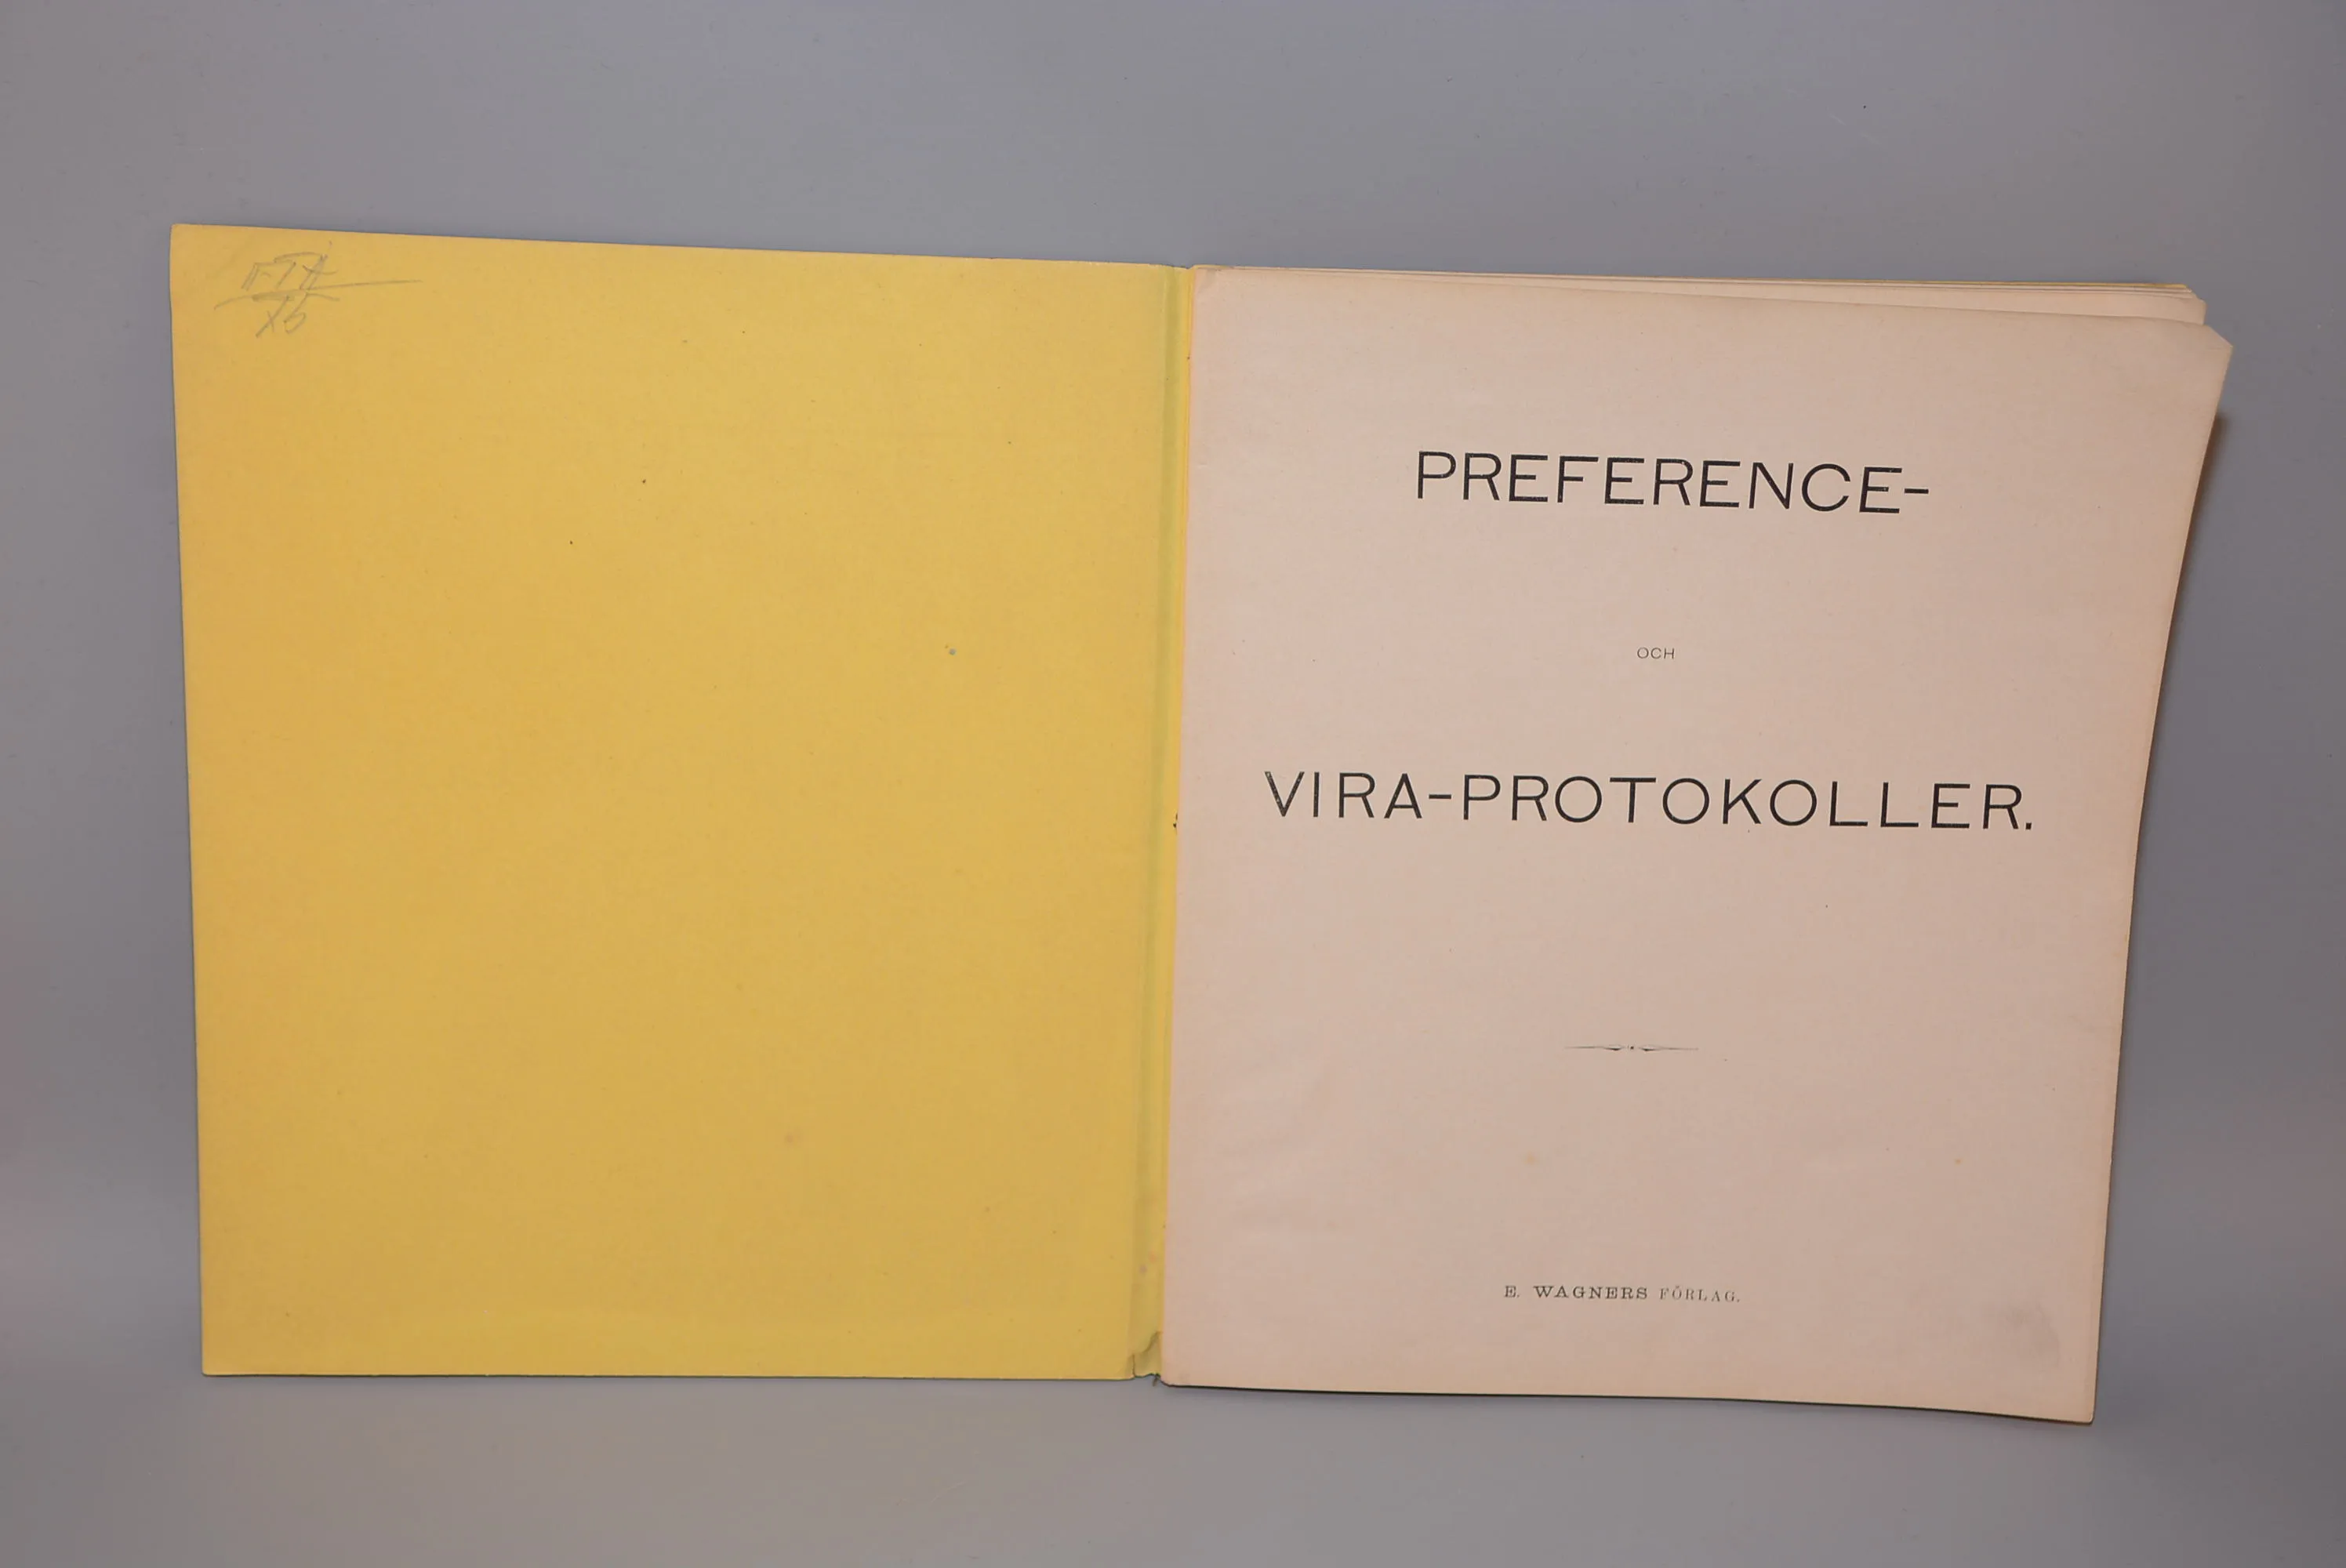 PREFERENCE-
OCH
VIRA-PROTOKOLLER.
E. WAGNERS FÖRLAG.